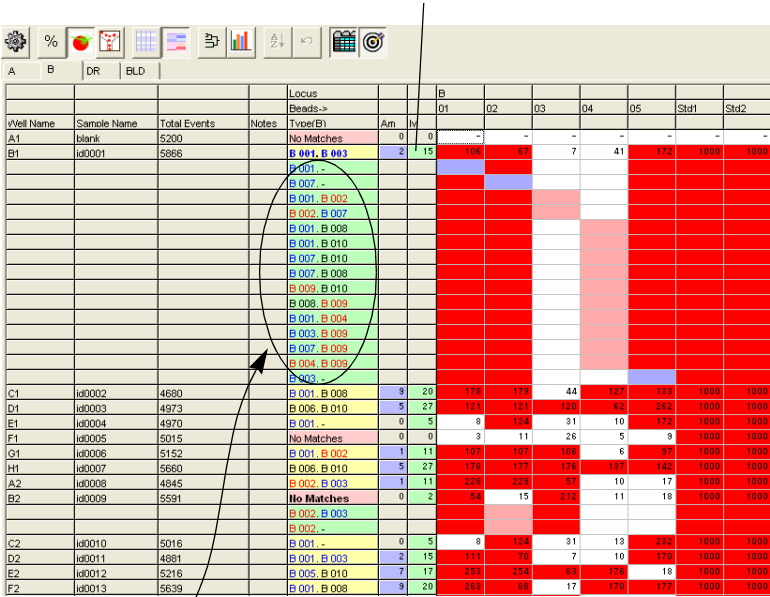 %
A B DR BLD
Locus B
Beads-> 01 02 03 04 05 Std1 Std2
Well Name Sample Name Total Events Notes Type(B) Am Iv
A1 blank 5200 No Matches 0 0 - - - - - - -
B1 id0001 5866 B 001. B 003 2 15 106 67 7 41 172 1000 1000
B 001. -
B 007. -
B 001. B 002
B 002. B 007
B 001. B 008
B 001. B 010
B 007. B 010
B 007. B 008
B 009. B 010
B 008. B 009
B 001. B 004
B 003. B 009
B 007. B 009
B 004. B 009
B 003. -
C1 id0002 4680 B 001. B 008 9 20 178 179 44 127 133 1000 1000
D1 id0003 4973 B 006. B 010 5 27 121 121 120 62 262 1000 1000
E1 id0004 4970 B 001. - 0 5 8 124 31 10 172 1000 1000
F1 id0005 5015 No Matches 0 0 3 11 26 5 9 1000 1000
G1 id0006 5152 B 001. B 002 1 11 107 107 106 6 87 1000 1000
H1 id0007 5660 B 006. B 010 5 27 176 177 176 197 142 1000 1000
A2 id0008 4845 B 002. B 003 1 11 228 228 57 10 17 1000 1000
B2 id0009 5591 No Matches 0 2 54 15 212 11 18 1000 1000
B 002. B 003
B 002. -
C2 id0010 5016 B 001. - 0 5 8 124 31 13 232 1000 1000
D2 id0011 4881 B 001. B 003 2 15 111 70 7 10 170 1000 1000
E2 id0012 5216 B 005. B 010 7 17 253 254 63 176 18 1000 1000
F2 id0013 5639 B 001. B 008 9 20 269 69 17 170 177 1000 1000